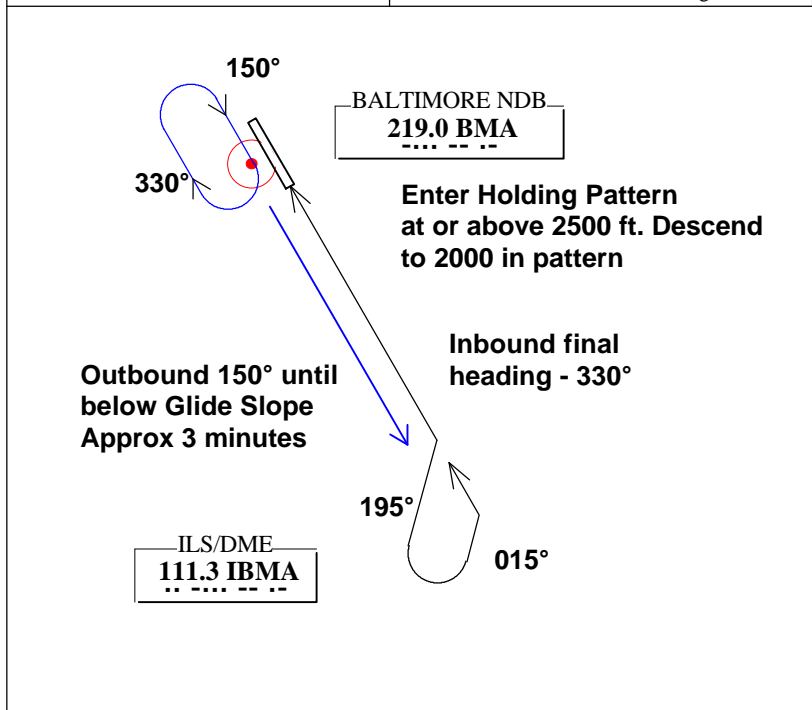 150°
BALTIMORE NDB
219.0 BMA
-... -- .-
330°
Enter Holding Pattern
at or above 2500 ft. Descend
to 2000 in pattern
Inbound final
heading - 330°
Outbound 150° until
below Glide Slope
Approx 3 minutes
195°
015°
ILS/DME
111.3 IBMA
.. -... -- .-